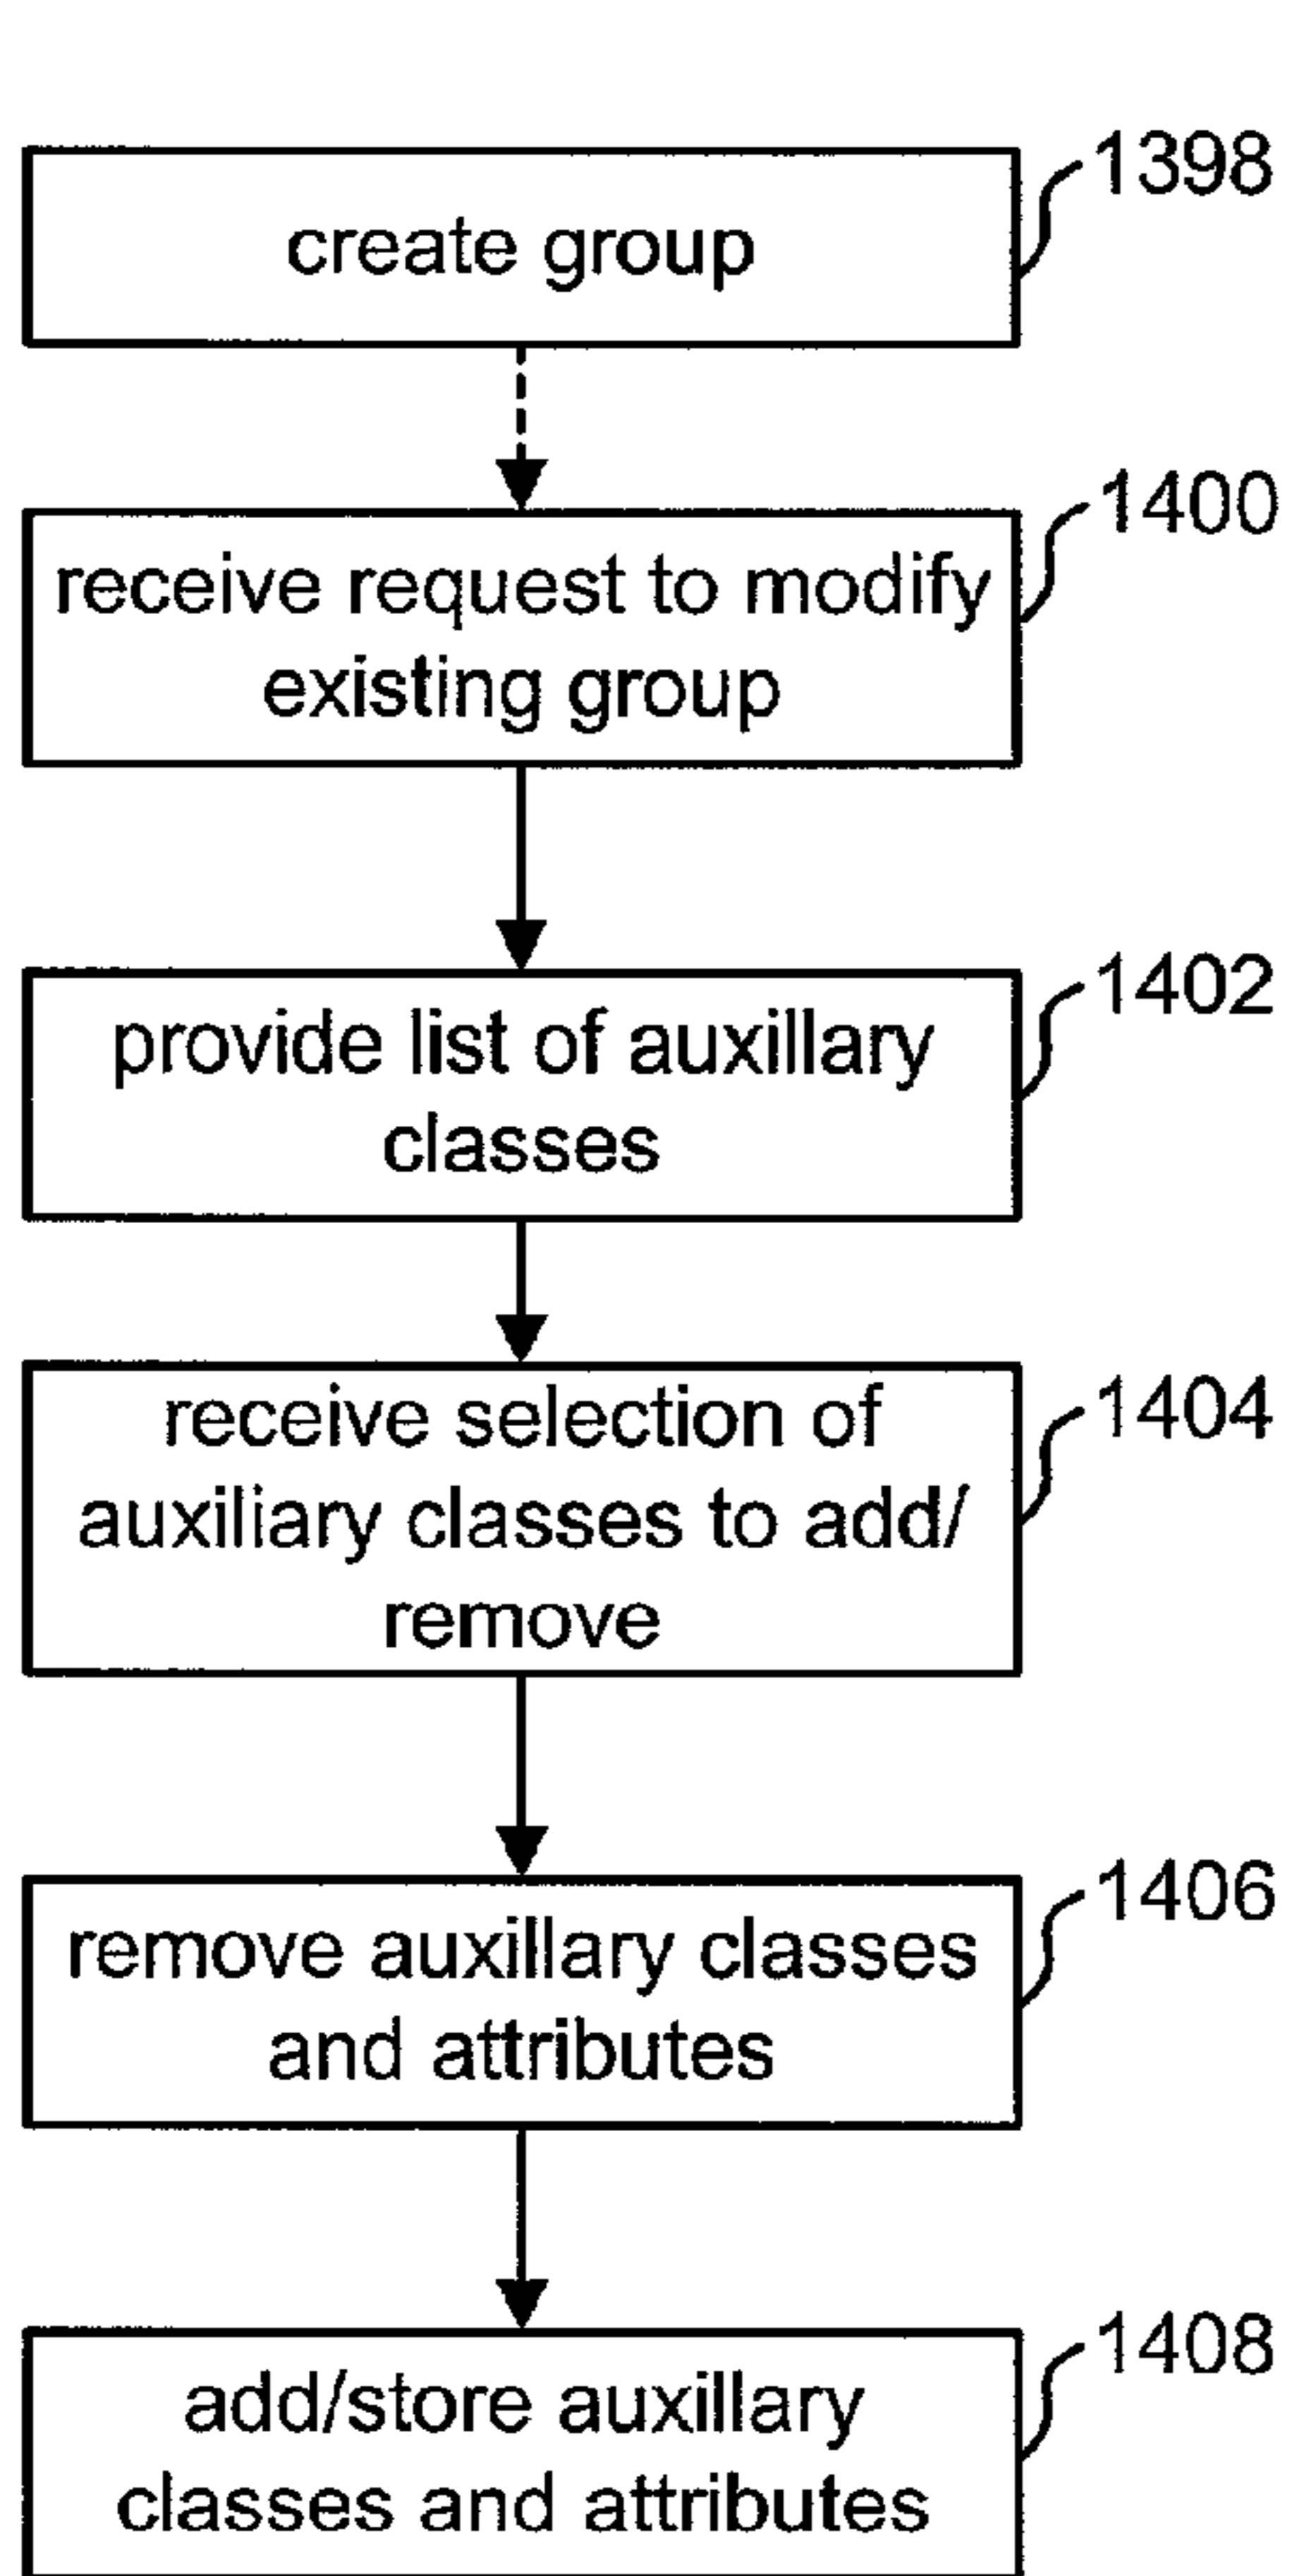 1398
create group
1400
receive request to modify
existing group
1402
provide list of auxillary
classes
1404
receive selection of
auxiliary classes to add/
remove
1406
remove auxillary classes
and attributes
1408
add/store auxillary
classes and attributes